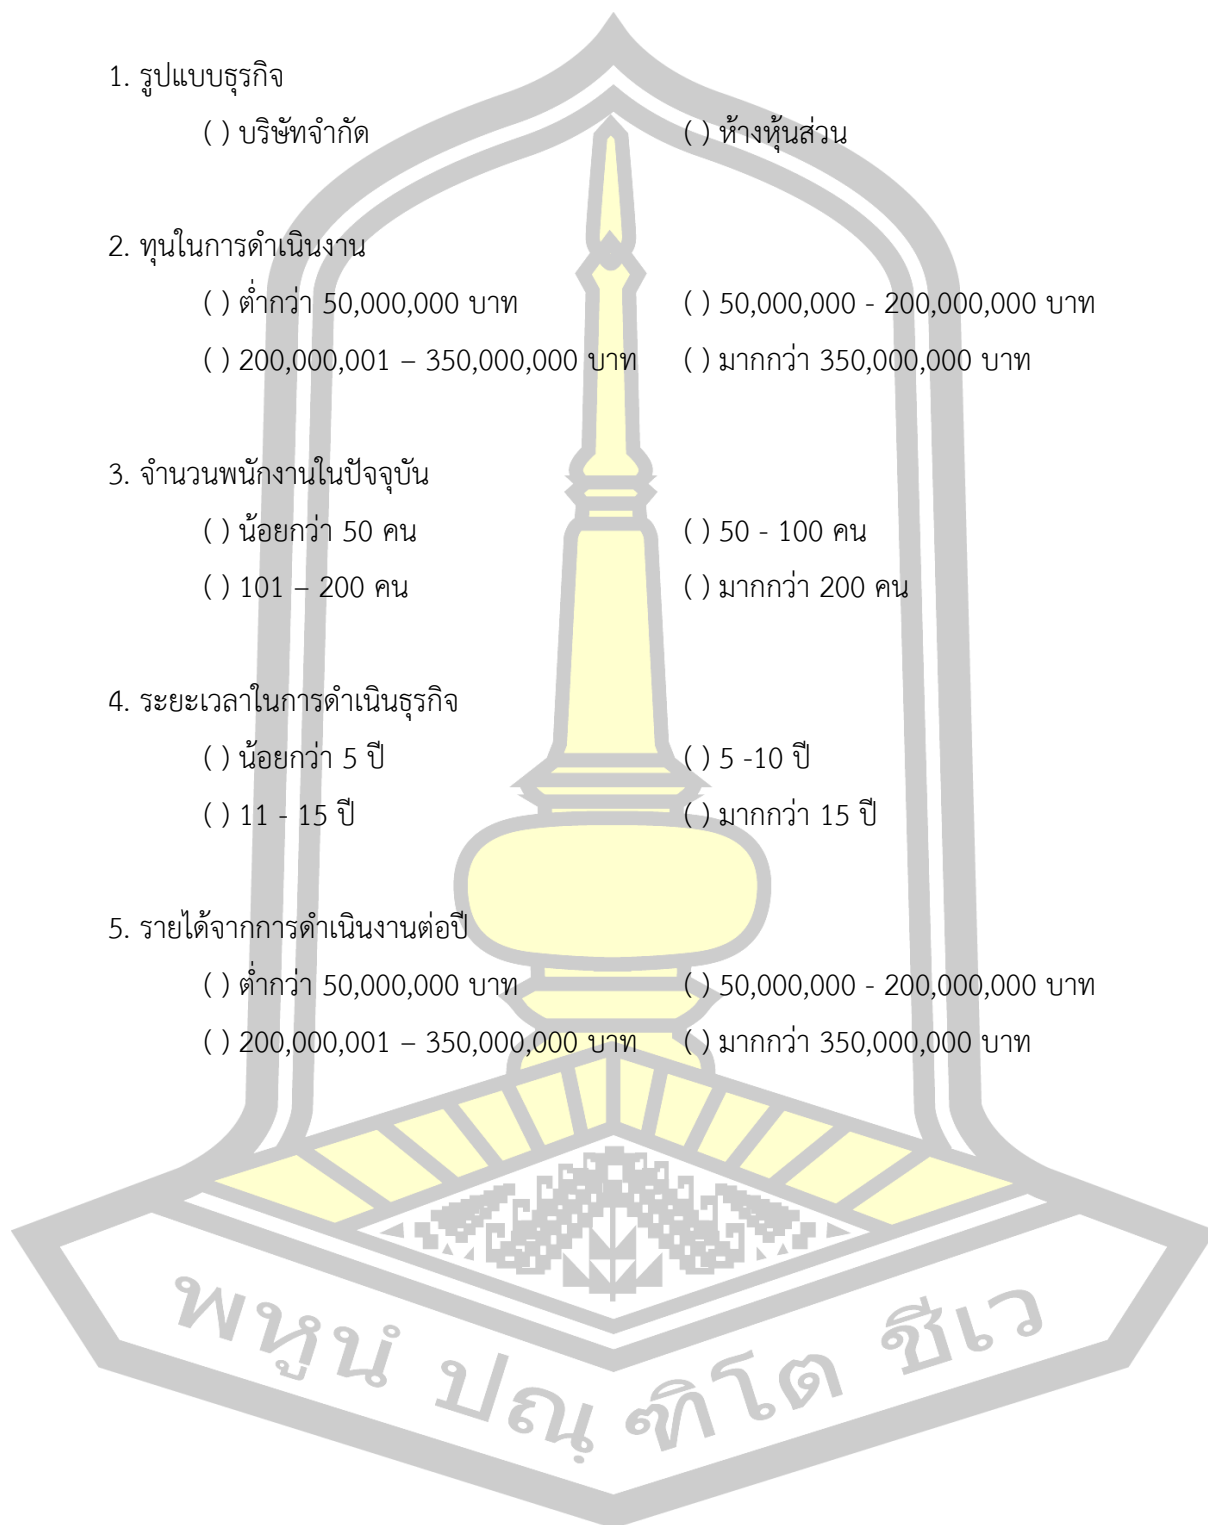 1. รูปแบบธุรกิจ
( ) บริษัทจำกัด ( ) ห้างหุ้นส่วน
2. ทุนในการดำเนินงาน
( ) ต่ำกว่า 50,000,000 บาท ( ) 50,000,000 - 200,000,000 บาท
( ) 200,000,001 – 350,000,000 บาท ( ) มากกว่า 350,000,000 บาท
3. จำนวนพนักงานในปัจจุบัน
( ) น้อยกว่า 50 คน ( ) 50 - 100 คน
( ) 101 – 200 คน ( ) มากกว่า 200 คน
4. ระยะเวลาในการดำเนินธุรกิจ
( ) น้อยกว่า 5 ปี ( ) 5 -10 ปี
( ) 11 - 15 ปี ( ) มากกว่า 15 ปี
5. รายได้จากการดำเนินงานต่อปี
( ) ต่ำกว่า 50,000,000 บาท ( ) 50,000,000 - 200,000,000 บาท
( ) 200,000,001 – 350,000,000 บาท ( ) มากกว่า 350,000,000 บาท
พหูนํ ปณฺ ฑิโต ชีเว